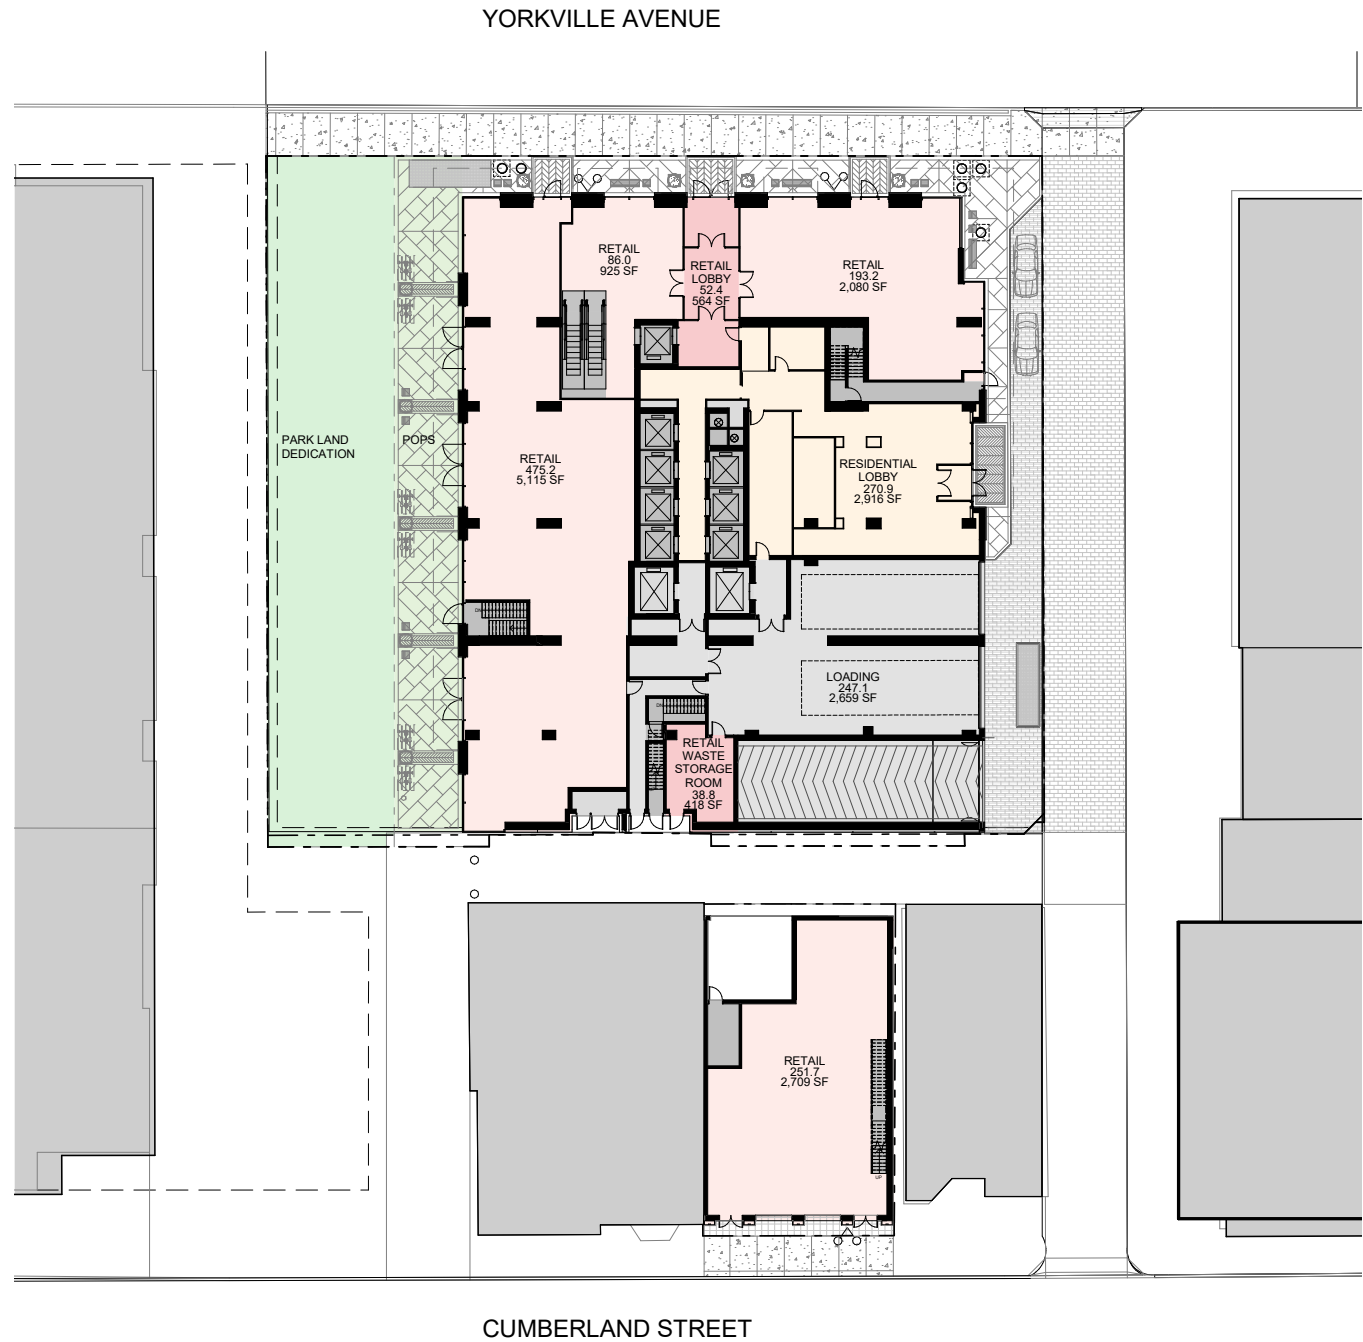 YORKVILLE AVENUE
RETAIL
86.0
925 SF
RETAIL
LOBBY
52.4
564 SF
RETAIL
193.2
2,080 SF
PARK LAND
DEDICATION
POPS
RETAIL
475.2
5,115 SF
RESIDENTIAL
LOBBY
270.9
2,916 SF
LOADING
247.1
2,659 SF
RETAIL
WASTE
STORAGE
ROOM
38.8
418 SF
RETAIL
251.7
2,709 SF
UP
CUMBERLAND STREET